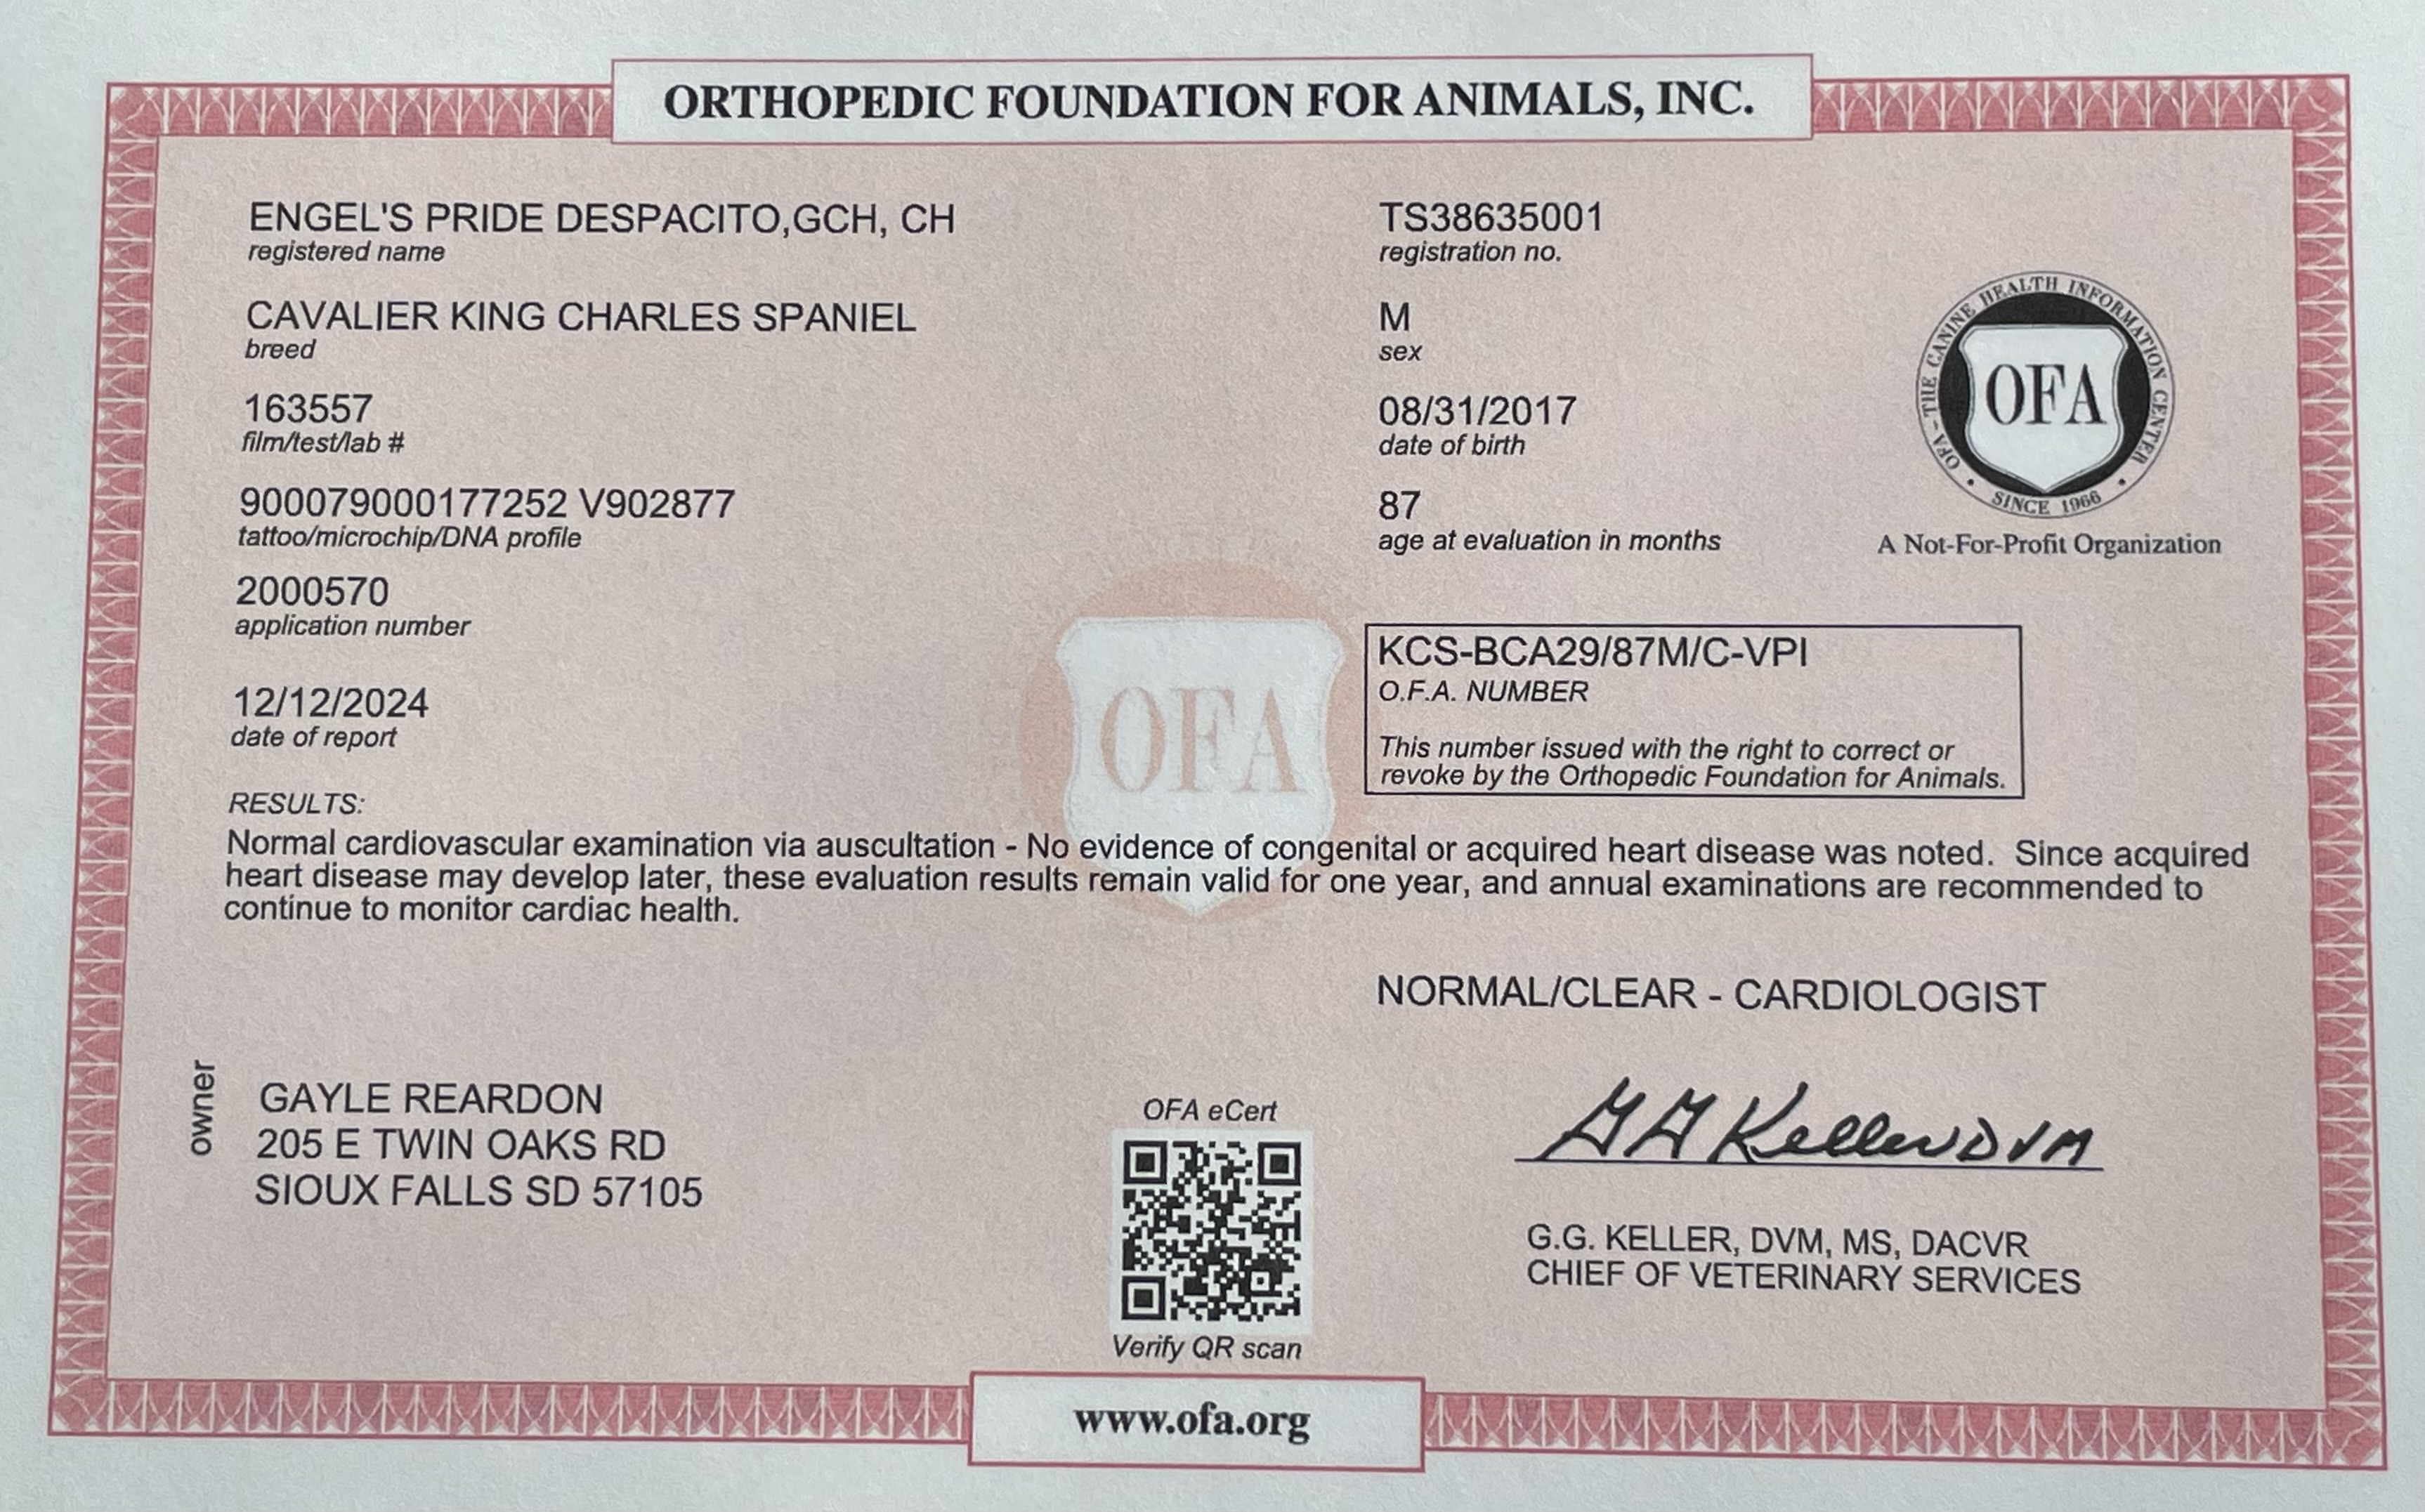 ORTHOPEDIC FOUNDATION FOR ANIMALS, INC.
ENGEL'S PRIDE DESPACITO,GCH, CH
registered name
CAVALIER KING CHARLES SPANIEL
breed
163557
film/test/lab #
900079000177252 V902877
tattoo/microchip/DNA profile
2000570
application number
12/12/2024
date of report
TS38635001
registration no.
M
sex
08/31/2017
date of birth
87
age at evaluation in months
OFA - THE CANINE HEALTH INFORMATION CENTER
OFA
SINCE 1966
A Not-For-Profit Organization
KCS-BCA29/87M/C-VPI
O.F.A. NUMBER
This number issued with the right to correct or
revoke by the Orthopedic Foundation for Animals.
OFA
RESULTS:
Normal cardiovascular examination via auscultation - No evidence of congenital or acquired heart disease was noted. Since acquired
heart disease may develop later, these evaluation results remain valid for one year, and annual examinations are recommended to
continue to monitor cardiac health.
NORMAL/CLEAR - CARDIOLOGIST
owner
GAYLE REARDON
205 E TWIN OAKS RD
SIOUX FALLS SD 57105
OFA eCert
Verify QR scan
GG Keller DVM
G.G. KELLER, DVM, MS, DACVR
CHIEF OF VETERINARY SERVICES
www.ofa.org